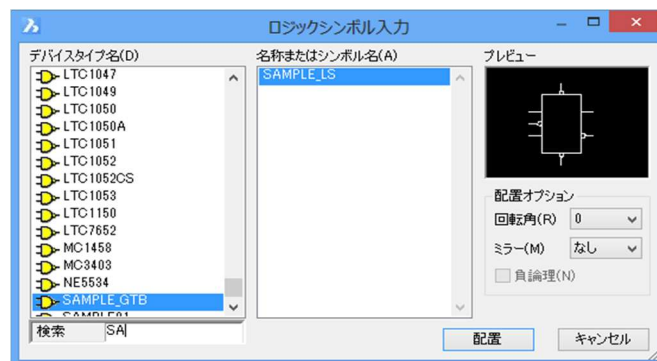 ロジックシンボル入力
デバイスタイプ名(D)
LTC1047
LTC1049
LTC1050
LTC1050A
LTC1051
LTC1052
LTC1052CS
LTC1053
LTC1150
LTC7652
MC1458
MC3403
NE5534
SAMPLE_GTB
検索 SA
名称またはシンボル名(A)
SAMPLE_LS
プレビュー
配置オプション
回転角(R) 0
ミラー(M) なし
負論理(N)
配置 キャンセル